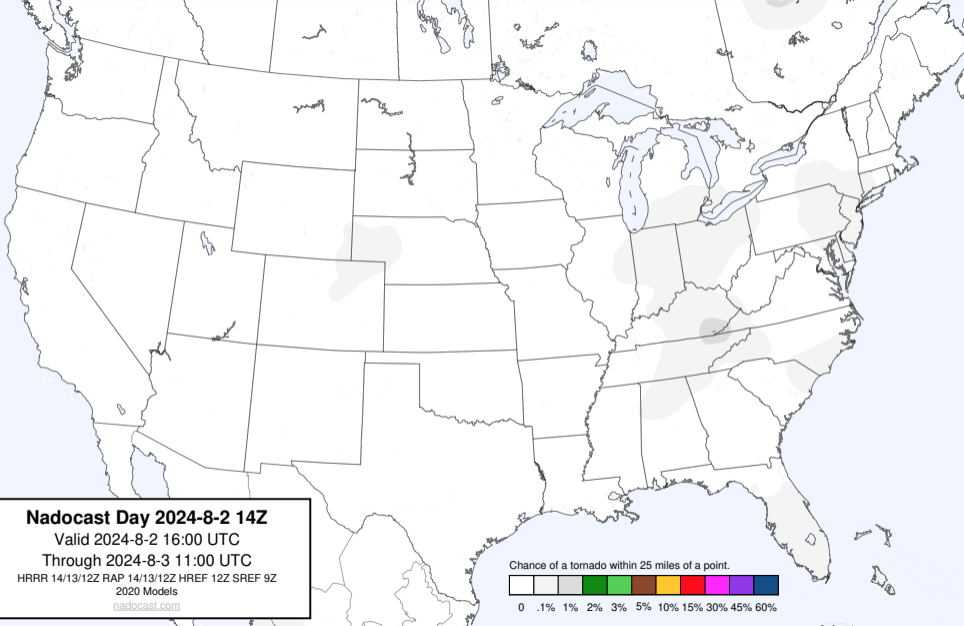 Nadocast Day 2024-8-2 14Z
Valid 2024-8-2 16:00 UTC
Through 2024-8-3 11:00 UTC
HRRR 14/13/12Z RAP 14/13/12Z HREF 12Z SREF 9Z
2020 Models
nadocast.com
Chance of a tornado within 25 miles of a point.
0 .1% 1% 2% 3% 5% 10% 15% 30% 45% 60%